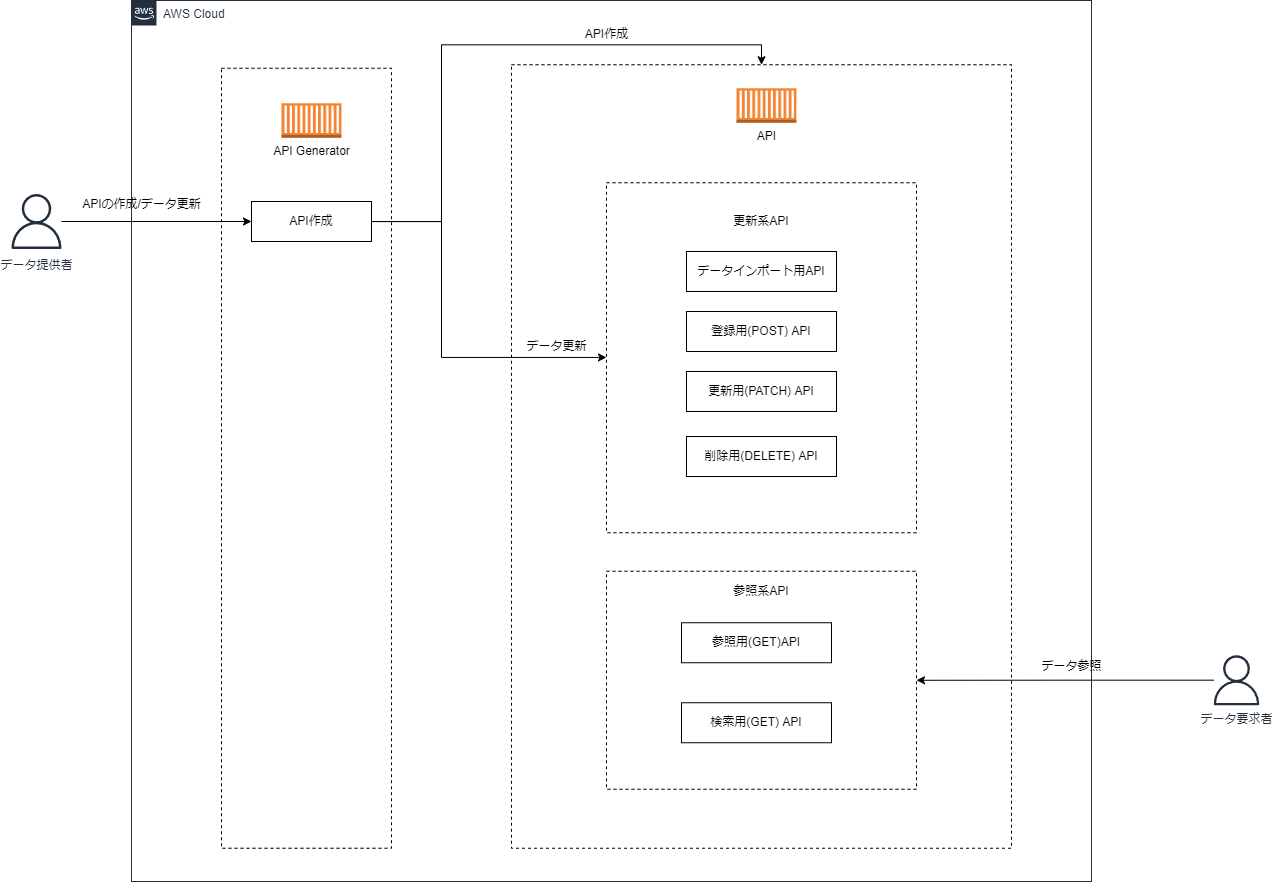 aws
AWS Cloud
API作成
API Generator
API
APIの作成/データ更新
API作成
データ提供者
更新系API
データインポート用API
登録用(POST) API
データ更新
更新用(PATCH) API
削除用(DELETE) API
参照系API
参照用(GET)API
データ参照
検索用(GET) API
データ要求者